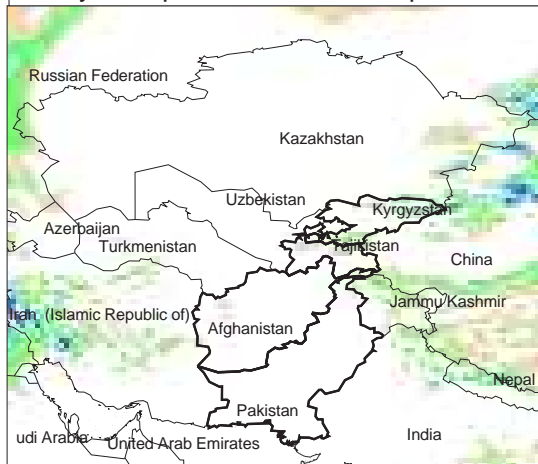 Russian Federation
Kazakhstan
Uzbekistan
Kyrgyzstan
Azerbaijan
Turkmenistan
Tajikistan
China
Iran (Islamic Republic of)
Jammu Kashmir
Afghanistan
Nepal
Pakistan
udi Arabia
United Arab Emirates
India